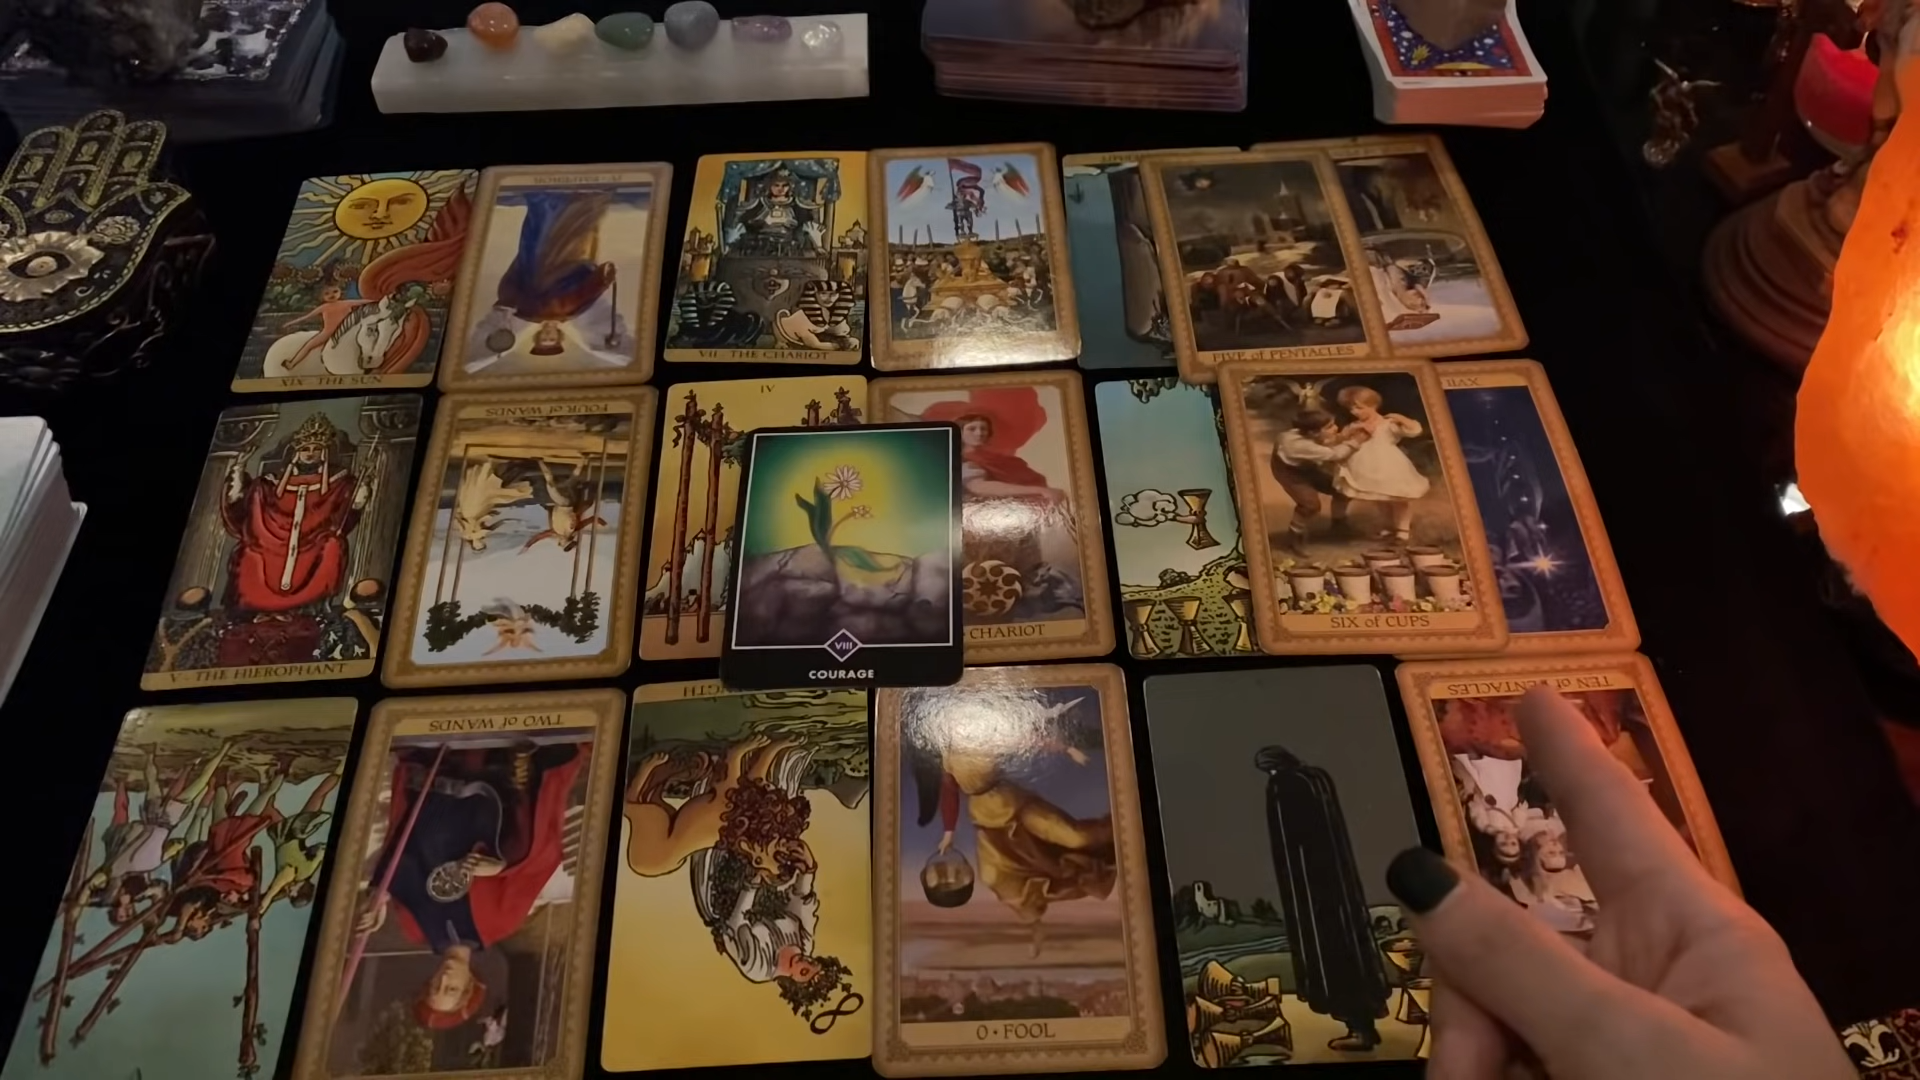 XIX • THE SUN
VII • THE CHARIOT
FIVE of PENTACLES
FOUR of WANDS
IV
XVII
V • THE HIEROPHANT
CHARIOT
SIX of CUPS
VIII
COURAGE
TWO of WANDS
TEN of PENTACLES
0 • FOOL